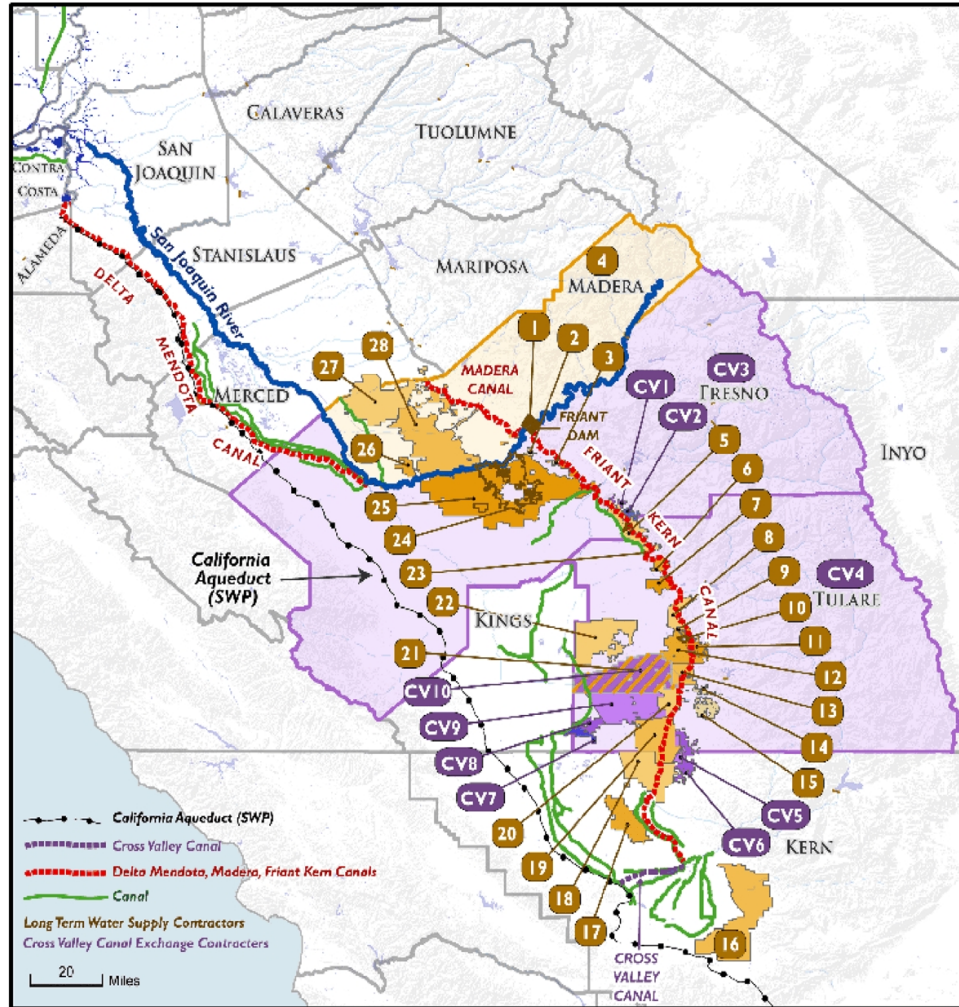 CALAVERAS
TUOLUMNE
SAN
JOAQUIN
CONTRA
COSTA
ALAMEDA
STANISLAUS
San Joaquin River
MARIPOSA
DELTA
MENDOTA
CANAL
MERCED
4
MADERA
1
2
3
28
27
MADERA
CANAL
CV1
CV3
FRESNO
CV2
FRIANT
DAM
5
INYO
26
FRIANT
KERN
CANAL
6
7
25
24
8
California
Aqueduct
(SWP)
23
9
CV4
TULARE
22
KINGS
10
11
21
12
CV10
13
CV9
14
CV8
15
CV7
CV5
20
CV6
KERN
19
18
17
16
CROSS
VALLEY
CANAL
California Aqueduct (SWP)
Cross Valley Canal
Delta Mendota, Madera, Friant Kern Canals
Canal
Long Term Water Supply Contractors
Cross Valley Canal Exchange Contracters
20
Miles